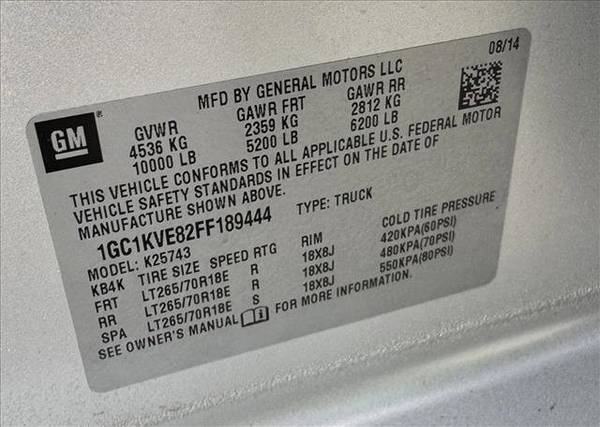 08/14
MFD BY GENERAL MOTORS LLC
GM
GVWR GAWR FRT GAWR RR
4536 KG 2359 KG 2812 KG
10000 LB 5200 LB 6200 LB
THIS VEHICLE CONFORMS TO ALL APPLICABLE U.S. FEDERAL MOTOR
VEHICLE SAFETY STANDARDS IN EFFECT ON THE DATE OF
MANUFACTURE SHOWN ABOVE.
1GC1KVE82FF189444 TYPE: TRUCK
MODEL: K25743
KB4K TIRE SIZE SPEED RTG RIM COLD TIRE PRESSURE
FRT LT265/70R18E R 18X8J 420KPA(60PSI)
RR LT265/70R18E R 18X8J 480KPA(70PSI)
SPA LT265/70R18E S 18X8J 550KPA(80PSI)
SEE OWNER'S MANUAL i FOR MORE INFORMATION.